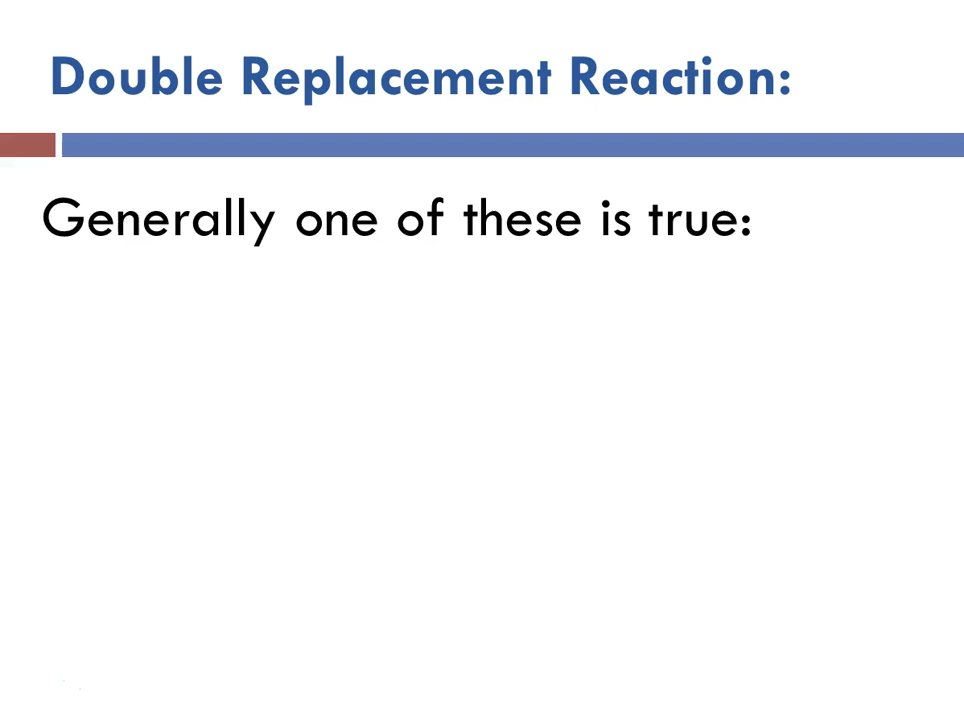 Double Replacement Reaction:
Generally one of these is true: